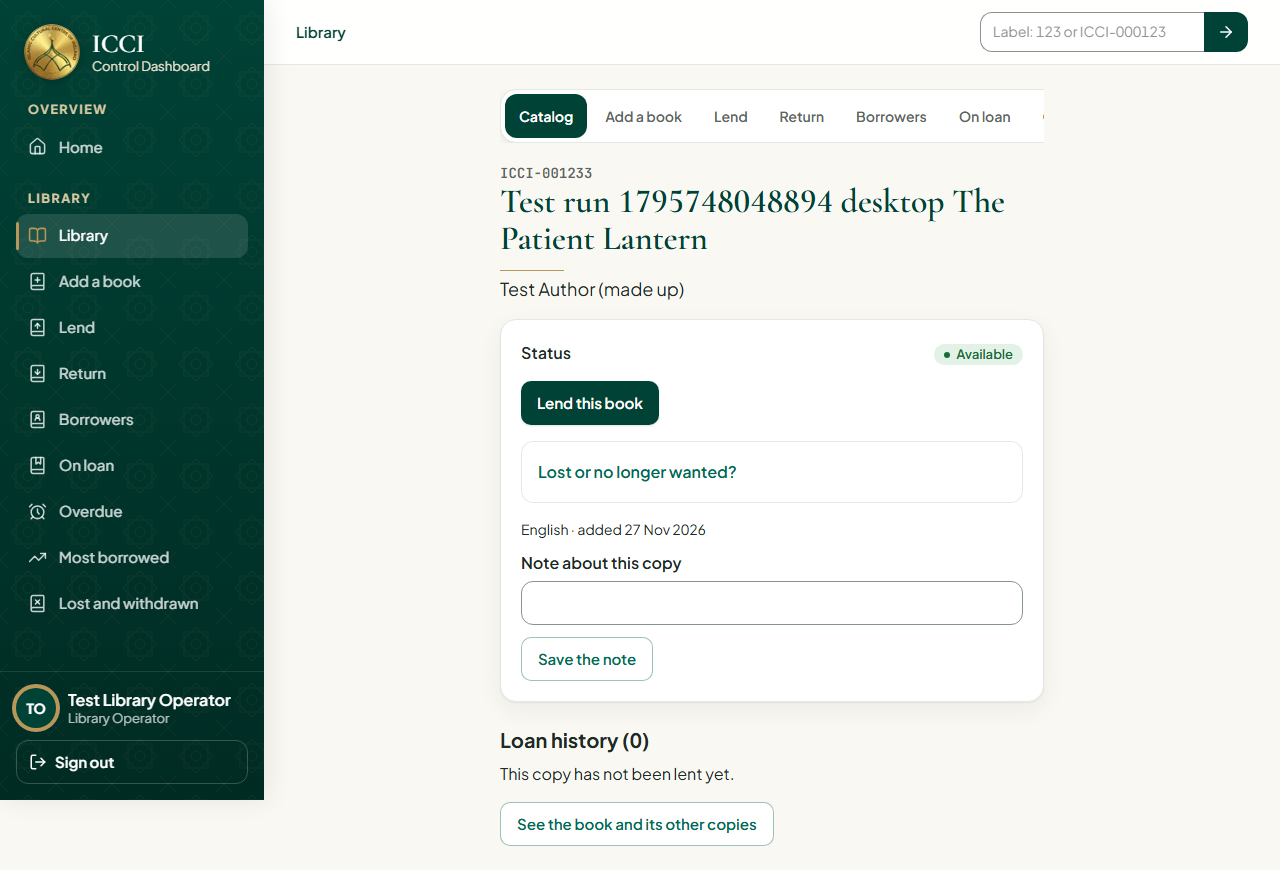 ICCI
Control Dashboard
OVERVIEW
Home
LIBRARY
Library
Add a book
Lend
Return
Borrowers
On loan
Overdue
Most borrowed
Lost and withdrawn
TO
Test Library Operator
Library Operator
Sign out
Library
Label: 123 or ICCI-000123
Catalog
Add a book
Lend
Return
Borrowers
On loan
ICCI-001233
Test run 1795748048894 desktop The
Patient Lantern
Test Author (made up)
Status
Available
Lend this book
Lost or no longer wanted?
English · added 27 Nov 2026
Note about this copy
Save the note
Loan history (0)
This copy has not been lent yet.
See the book and its other copies